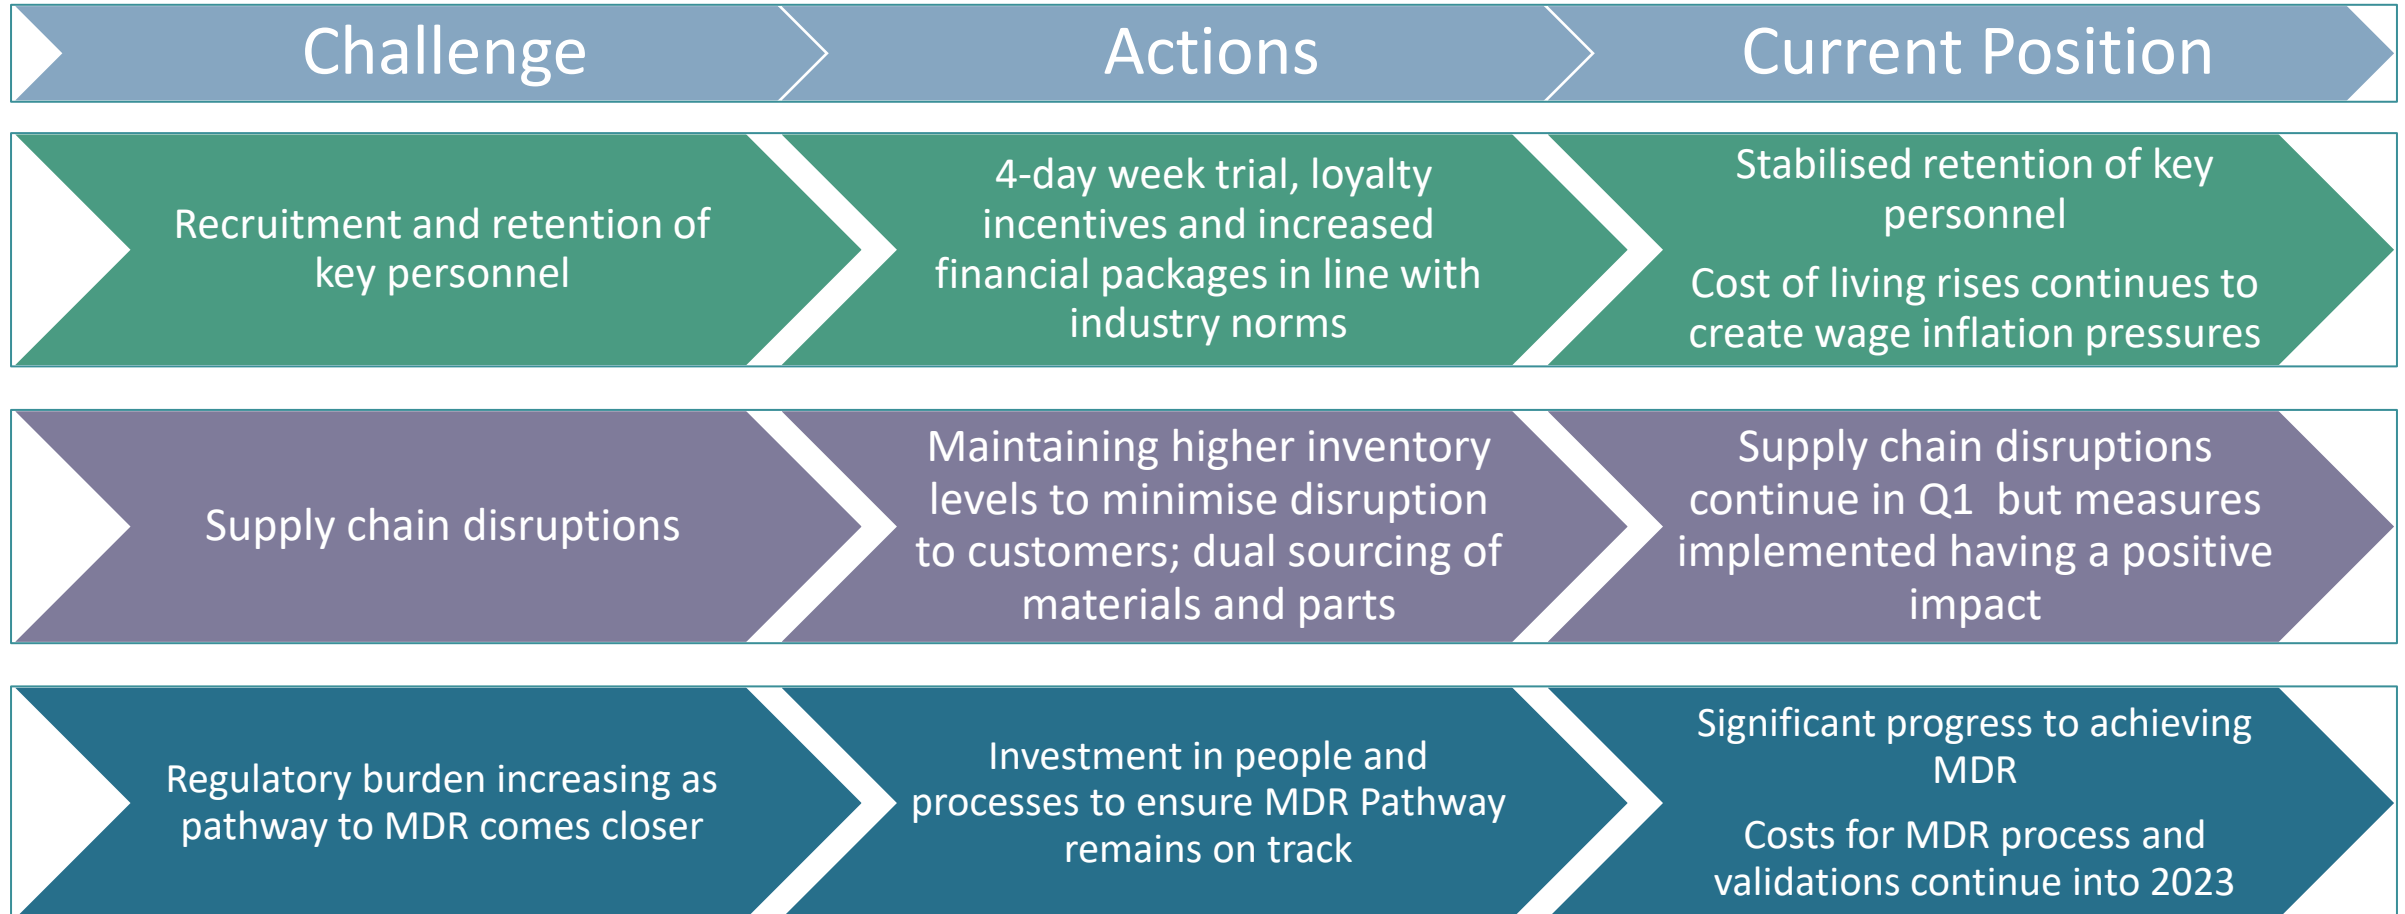 Challenge
Actions
Current Position
Recruitment and retention of
key personnel
4-day week trial, loyalty
incentives and increased
financial packages in line with
industry norms
Stabilised retention of key
personnel
Cost of living rises continues to
create wage inflation pressures
Supply chain disruptions
Maintaining higher inventory
levels to minimise disruption
to customers; dual sourcing of
materials and parts
Supply chain disruptions
continue in Q1  but measures
implemented having a positive
impact
Regulatory burden increasing as
pathway to MDR comes closer
Investment in people and
processes to ensure MDR Pathway
remains on track
Significant progress to achieving
MDR
Costs for MDR process and
validations continue into 2023